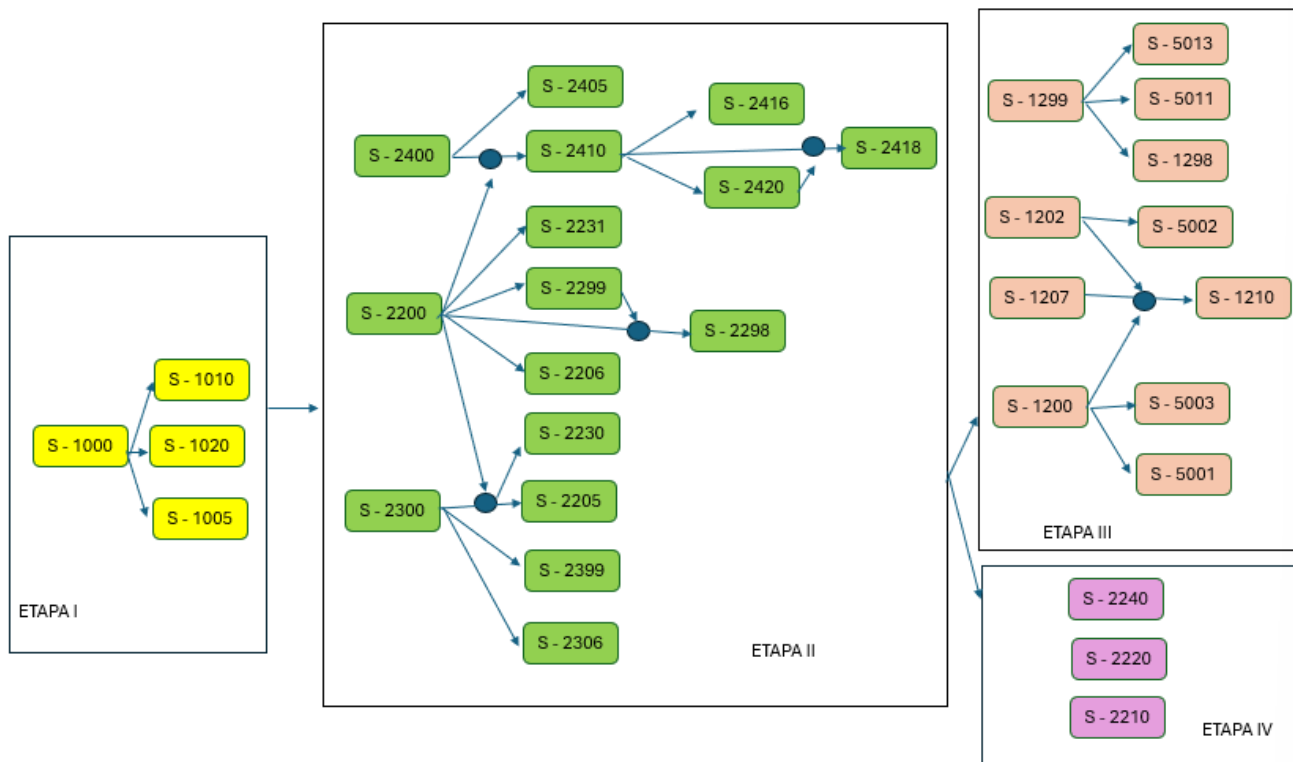 S - 1000
S - 1010
S - 1020
S - 1005
ETAPA I
S - 2400
S - 2405
S - 2410
S - 2416
S - 2420
S - 2418
S - 2200
S - 2231
S - 2299
S - 2298
S - 2206
S - 2230
S - 2300
S - 2205
S - 2399
S - 2306
ETAPA II
S - 1299
S - 5013
S - 5011
S - 1298
S - 1202
S - 5002
S - 1207
S - 1210
S - 1200
S - 5003
S - 5001
ETAPA III
S - 2240
S - 2220
S - 2210
ETAPA IV